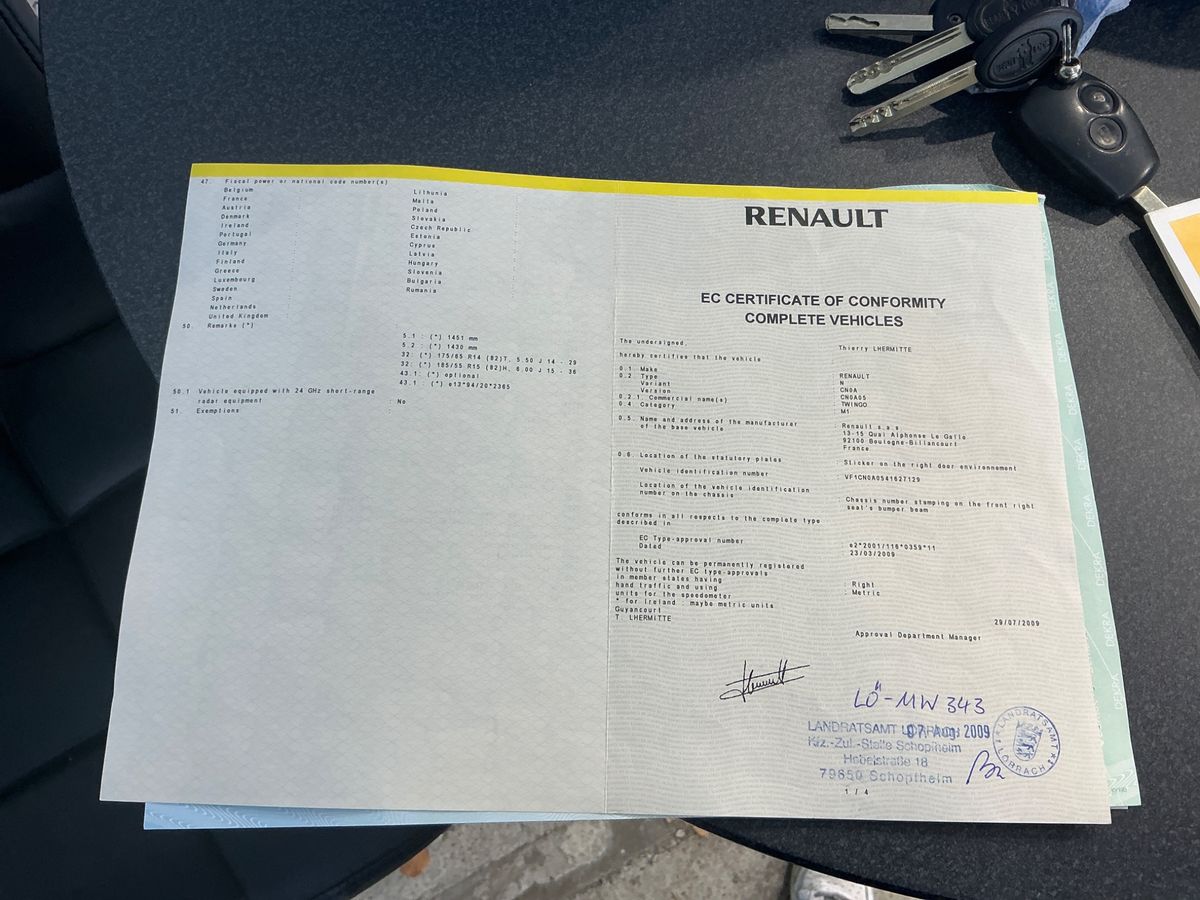 47. Fiscal power or national code number(s)
Belgium :
France :
Austria :
Denmark :
Ireland :
Portugal :
Germany :
Italy :
Finland :
Greece :
Luxembourg :
Sweden :
Spain :
Netherlands :
United Kingdom :
Lithunia :
Malta :
Poland :
Slovakia :
Czech Republic :
Estonia :
Cyprus :
Latvia :
Hungary :
Slovenia :
Bulgaria :
Rumania :
50. Remarks (*) :
5.1 : (*) 1451 mm
5.2 : (*) 1430 mm
32: (*) 175/65 R14 (82)T, 5.50 J 14 - 29
32: (*) 185/55 R15 (82)H, 6.00 J 15 - 36
43.1: (*) optional
43.1 : (*) e13*94/20*2365
50.1 Vehicle equipped with 24 GHz short-range
radar equipment : No
51. Exemptions :
RENAULT
EC CERTIFICATE OF CONFORMITY
COMPLETE VEHICLES
The undersigned, Thierry LHERMITTE
hereby certifies that the vehicle
0.1. Make : RENAULT
0.2. Type : N
Variant : CN0A
Version : CN0A05
0.2.1. Commercial name(s) : TWINGO
0.4. Category : M1
0.5. Name and address of the manufacturer
of the base vehicle
: Renault s.a.s
13-15 Quai Alphonse Le Gallo
92100 Boulogne-Billancourt
France
0.6. Location of the statutory plates : Sticker on the right door environnement
Vehicle identification number : VF1CN0A0541627129
Location of the vehicle identification
number on the chassis
: Chassis number stamping on the front right
seat's bumper beam
conforms in all respects to the complete type
described in
EC Type-approval number : e2*2001/116*0359*11
Dated : 23/03/2009
The vehicle can be permanently registered
without further EC type-approvals
in member states having
hand traffic and using : Right
units for the speedometer : Metric
* for Ireland : maybe metric units
Guyancourt
T. LHERMITTE
29/07/2009
Approval Department Manager
LÖ-MW 343
LANDRATSAMT LÖRRACH
07. Aug. 2009
Kfz.-Zul.-Stelle Schopfheim
Hebelstraße 18
79650 Schopfheim
LANDRATSAMT
LÖRRACH
1 / 4
DEKRA
DEKRA
DEKRA
DEKRA
DEKRA